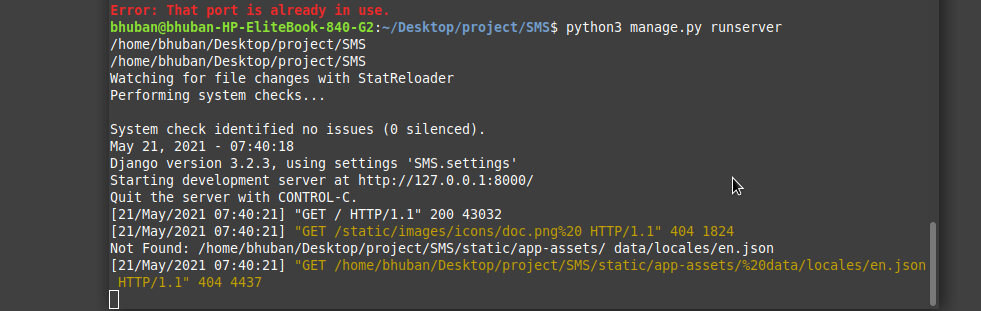 Error: That port is already in use.
bhuban@bhuban-HP-EliteBook-840-G2:~/Desktop/project/SMS$ python3 manage.py runserver
/home/bhuban/Desktop/project/SMS
/home/bhuban/Desktop/project/SMS
Watching for file changes with StatReloader
Performing system checks...
System check identified no issues (0 silenced).
May 21, 2021 - 07:40:18
Django version 3.2.3, using settings 'SMS.settings'
Starting development server at http://127.0.0.1:8000/
Quit the server with CONTROL-C.
[21/May/2021 07:40:21] "GET / HTTP/1.1" 200 43032
[21/May/2021 07:40:21] "GET /static/images/icons/doc.png%20 HTTP/1.1" 404 1824
Not Found: /home/bhuban/Desktop/project/SMS/static/app-assets/ data/locales/en.json
[21/May/2021 07:40:21] "GET /home/bhuban/Desktop/project/SMS/static/app-assets/%20data/locales/en.json
HTTP/1.1" 404 4437